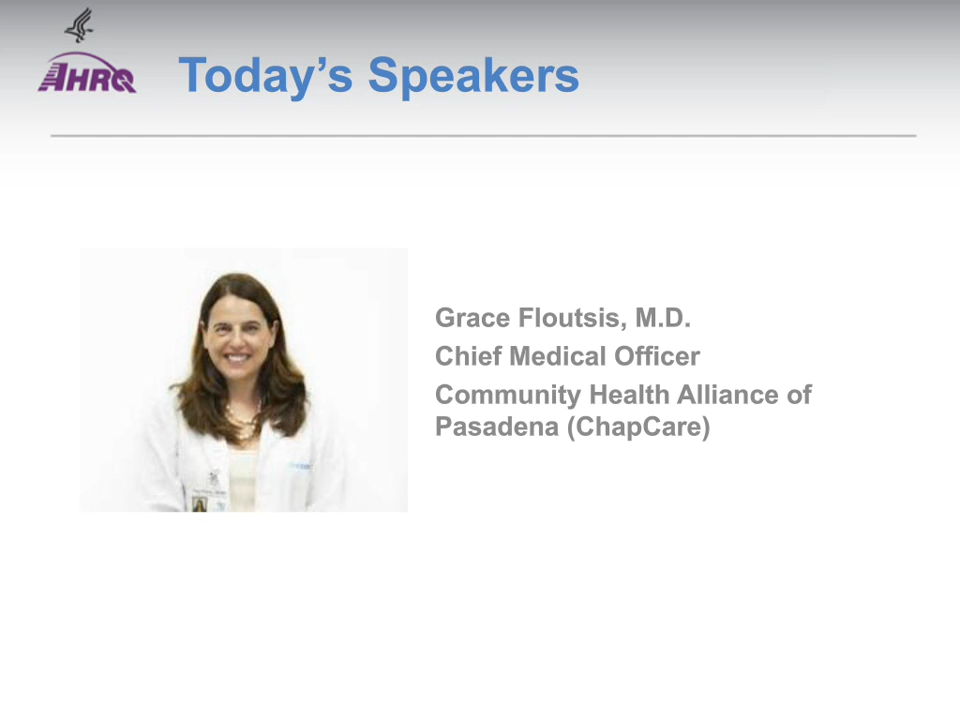 AHRQ
Today's Speakers
Grace Floutsis, M.D.
Chief Medical Officer
Community Health Alliance of
Pasadena (ChapCare)